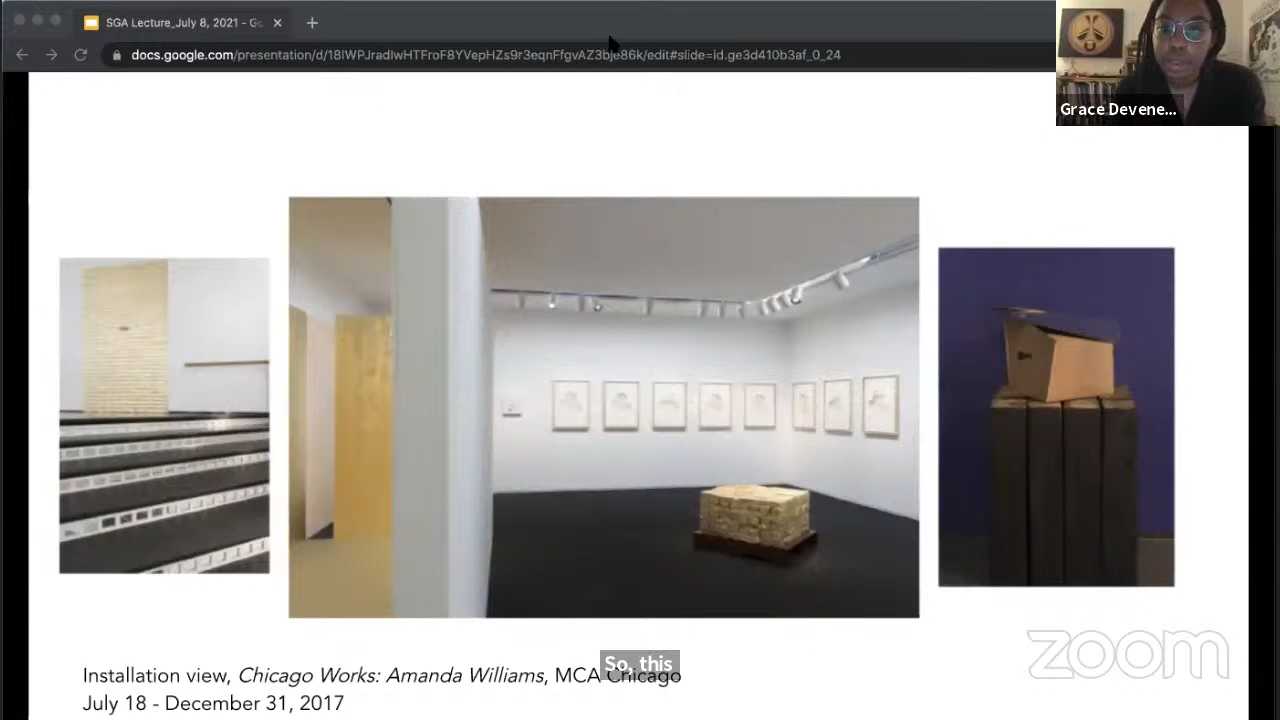 SGA Lecture_July 8, 2021 - Go
docs.google.com/presentation/d/18IWPJradIwHTFroF8YVepHZs9r3eqnFfgvAZ3bje86k/edit#slide=id.ge3d410b3af_0_24
Grace Devene...
zoom
So, this
Installation view, Chicago Works: Amanda Williams, MCA Chicago
July 18 - December 31, 2017